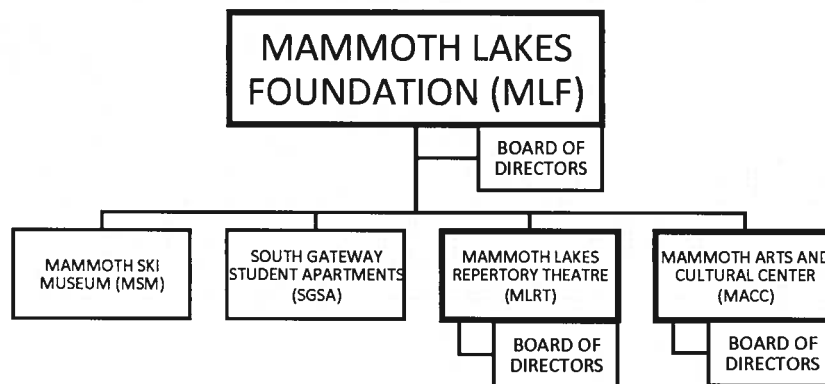 MAMMOTH LAKES
FOUNDATION (MLF)
BOARD OF
DIRECTORS
MAMMOTH SKI
MUSEUM (MSM)
SOUTH GATEWAY
STUDENT APARTMENTS
(SGSA)
MAMMOTH LAKES
REPERTORY THEATRE
(MLRT)
MAMMOTH ARTS AND
CULTURAL CENTER
(MACC)
BOARD OF
DIRECTORS
BOARD OF
DIRECTORS